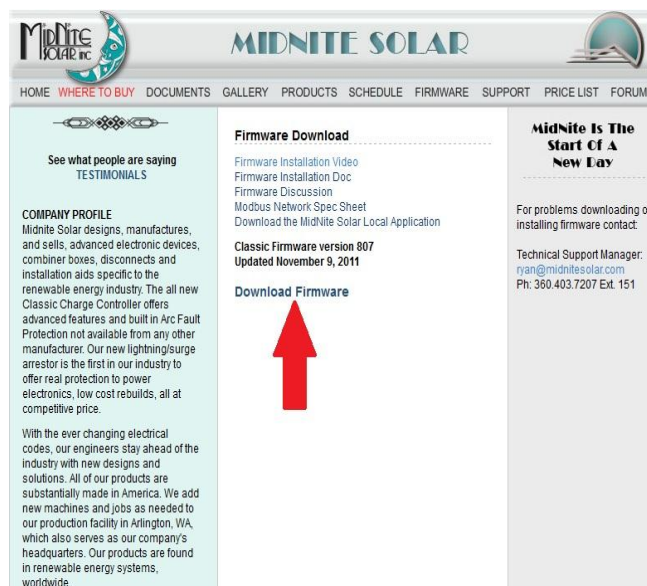 MIDNITE
SOLAR INC
MIDNITE SOLAR
HOME WHERE TO BUY DOCUMENTS GALLERY PRODUCTS SCHEDULE FIRMWARE SUPPORT PRICE LIST FORUM
See what people are saying
TESTIMONIALS
COMPANY PROFILE
Midnite Solar designs, manufactures,
and sells, advanced electronic devices,
combiner boxes, disconnects and
installation aids specific to the
renewable energy industry. The all new
Classic Charge Controller offers
advanced features and built in Arc Fault
Protection not available from any other
manufacturer. Our new lightning/surge
arrestor is the first in our industry to
offer real protection to power
electronics, low cost rebuilds, all at
competitive price.
With the ever changing electrical
codes, our engineers stay ahead of the
industry with new designs and
solutions. All of our products are
substantially made in America. We add
new machines and jobs as needed to
our production facility in Arlington, WA,
which also serves as our company's
headquarters. Our products are found
in renewable energy systems,
worldwide.
Firmware Download
Firmware Installation Video
Firmware Installation Doc
Firmware Discussion
Modbus Network Spec Sheet
Download the MidNite Solar Local Application
Classic Firmware version 807
Updated November 9, 2011
Download Firmware
MidNite Is The
Start Of A
New Day
For problems downloading o
installing firmware contact:
Technical Support Manager:
ryan@midnitesolar.com
Ph: 360.403.7207 Ext. 151